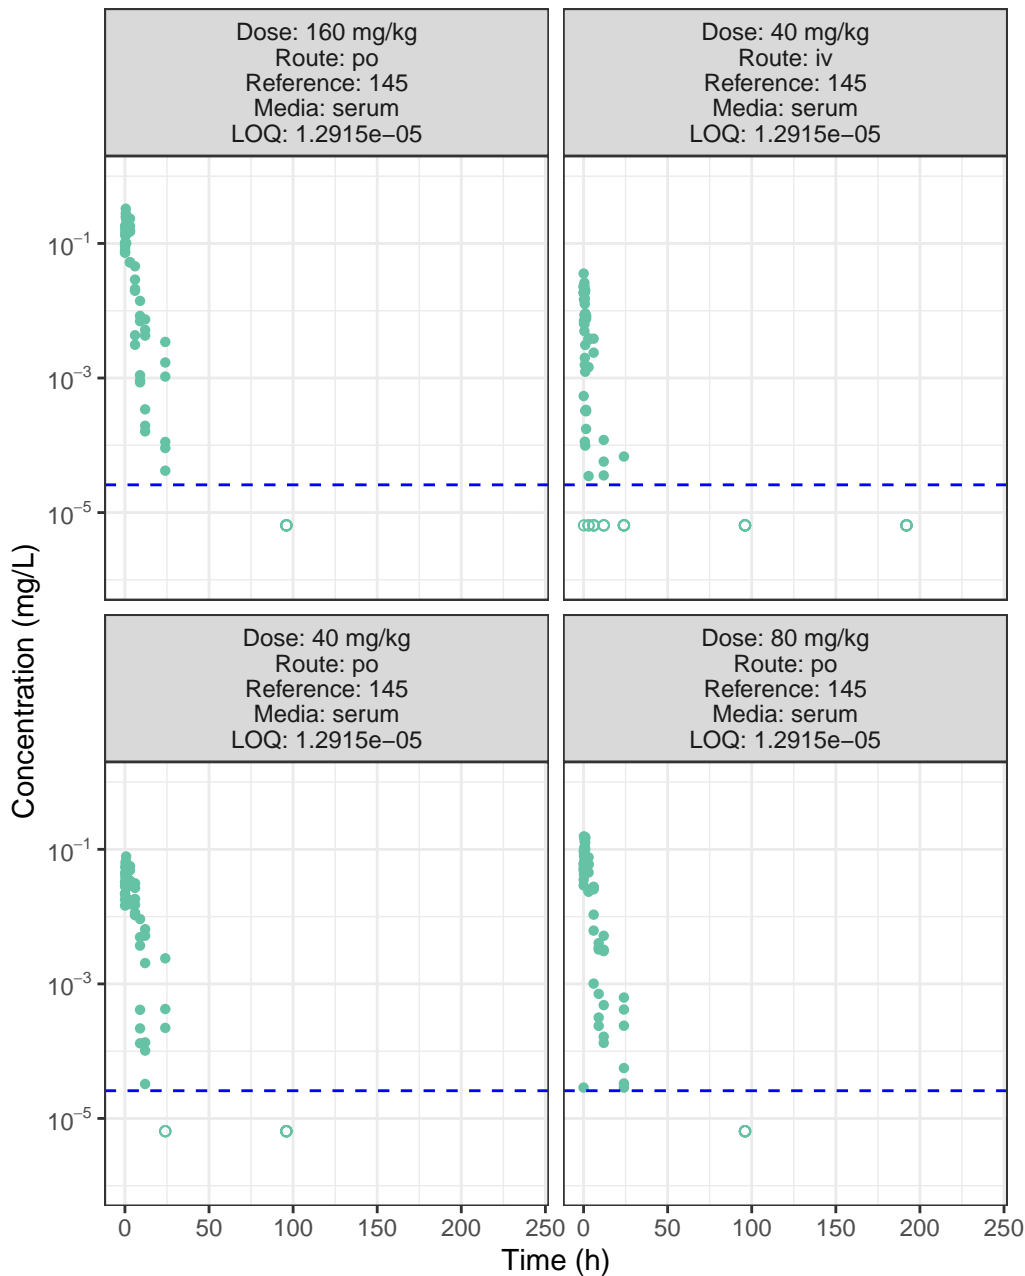 Dose: 160 mg/kg
Route: po
Reference: 145
Media: serum
LOQ: 1.2915e−05
Dose: 40 mg/kg
Route: iv
Reference: 145
Media: serum
LOQ: 1.2915e−05
10⁻¹
10⁻³
10⁻⁵
Dose: 40 mg/kg
Route: po
Reference: 145
Media: serum
LOQ: 1.2915e−05
Dose: 80 mg/kg
Route: po
Reference: 145
Media: serum
LOQ: 1.2915e−05
10⁻¹
10⁻³
10⁻⁵
0 50 100 150 200 250
0 50 100 150 200 250
Time (h)
Concentration (mg/L)